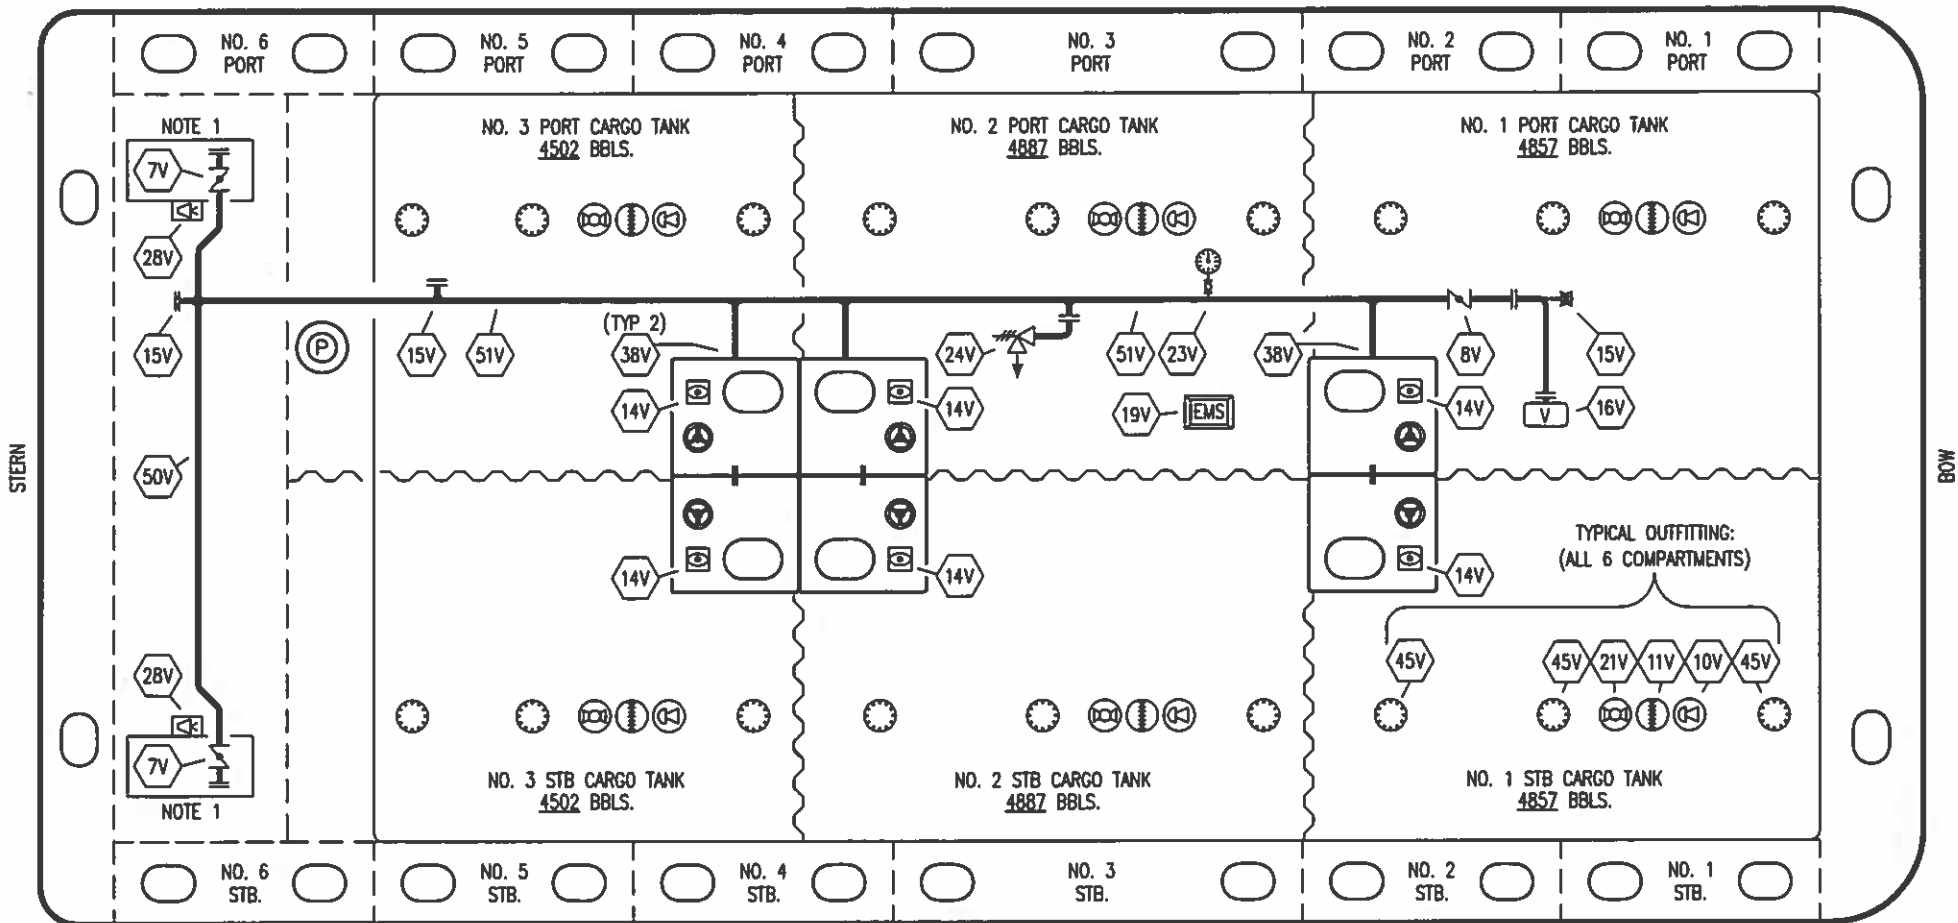 NO. 6
PORT
NO. 5
PORT
NO. 4
PORT
NO. 3
PORT
NO. 2
PORT
NO. 1
PORT
NOTE 1
NO. 3 PORT CARGO TANK
4502 BBLS.
NO. 2 PORT CARGO TANK
4887 BBLS.
NO. 1 PORT CARGO TANK
4857 BBLS.
7V
28V
(TYP 2)
15V
P
15V
51V
38V
24V
51V
23V
38V
8V
15V
14V
14V
19V
EMS
14V
V
16V
STERN
50V
BOW
14V
14V
14V
TYPICAL OUTFITTING:
(ALL 6 COMPARTMENTS)
28V
45V
45V
21V
11V
10V
45V
7V
NOTE 1
NO. 3 STB CARGO TANK
4502 BBLS.
NO. 2 STB CARGO TANK
4887 BBLS.
NO. 1 STB CARGO TANK
4857 BBLS.
NO. 6
STB.
NO. 5
STB.
NO. 4
STB.
NO. 3
STB.
NO. 2
STB.
NO. 1
STB.